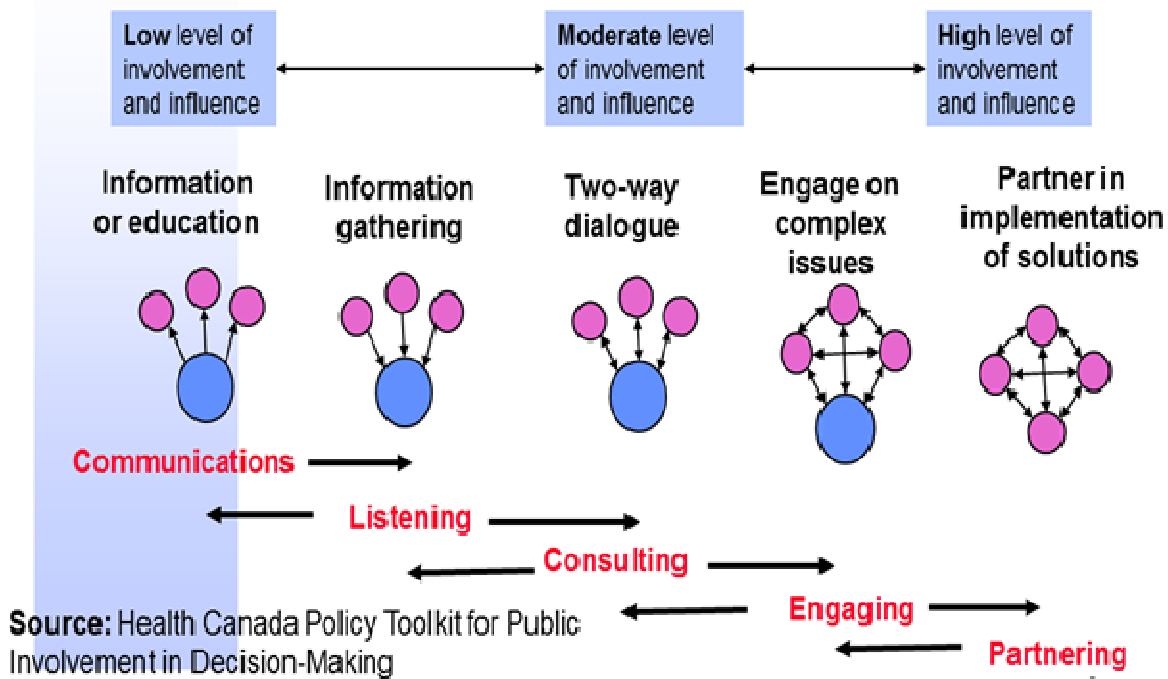 Low level of
involvement
and influence
Moderate level
of involvement
and influence
High level of
involvement
and influence
Information
or education
Information
gathering
Two-way
dialogue
Engage on
complex
issues
Partner in
implementation
of solutions
Communications
Listening
Consulting
Engaging
Partnering
Source: Health Canada Policy Toolkit for Public
Involvement in Decision-Making